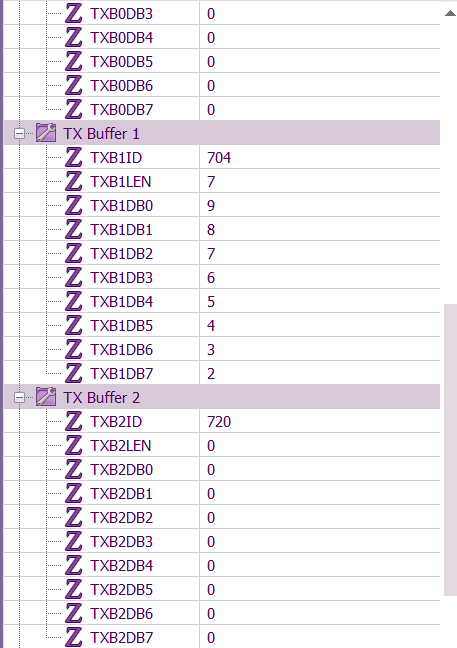 TXB0DB3 0
TXB0DB4 0
TXB0DB5 0
TXB0DB6 0
TXB0DB7 0
TX Buffer 1
TXB1ID 704
TXB1LEN 7
TXB1DB0 9
TXB1DB1 8
TXB1DB2 7
TXB1DB3 6
TXB1DB4 5
TXB1DB5 4
TXB1DB6 3
TXB1DB7 2
TX Buffer 2
TXB2ID 720
TXB2LEN 0
TXB2DB0 0
TXB2DB1 0
TXB2DB2 0
TXB2DB3 0
TXB2DB4 0
TXB2DB5 0
TXB2DB6 0
TXB2DB7 0